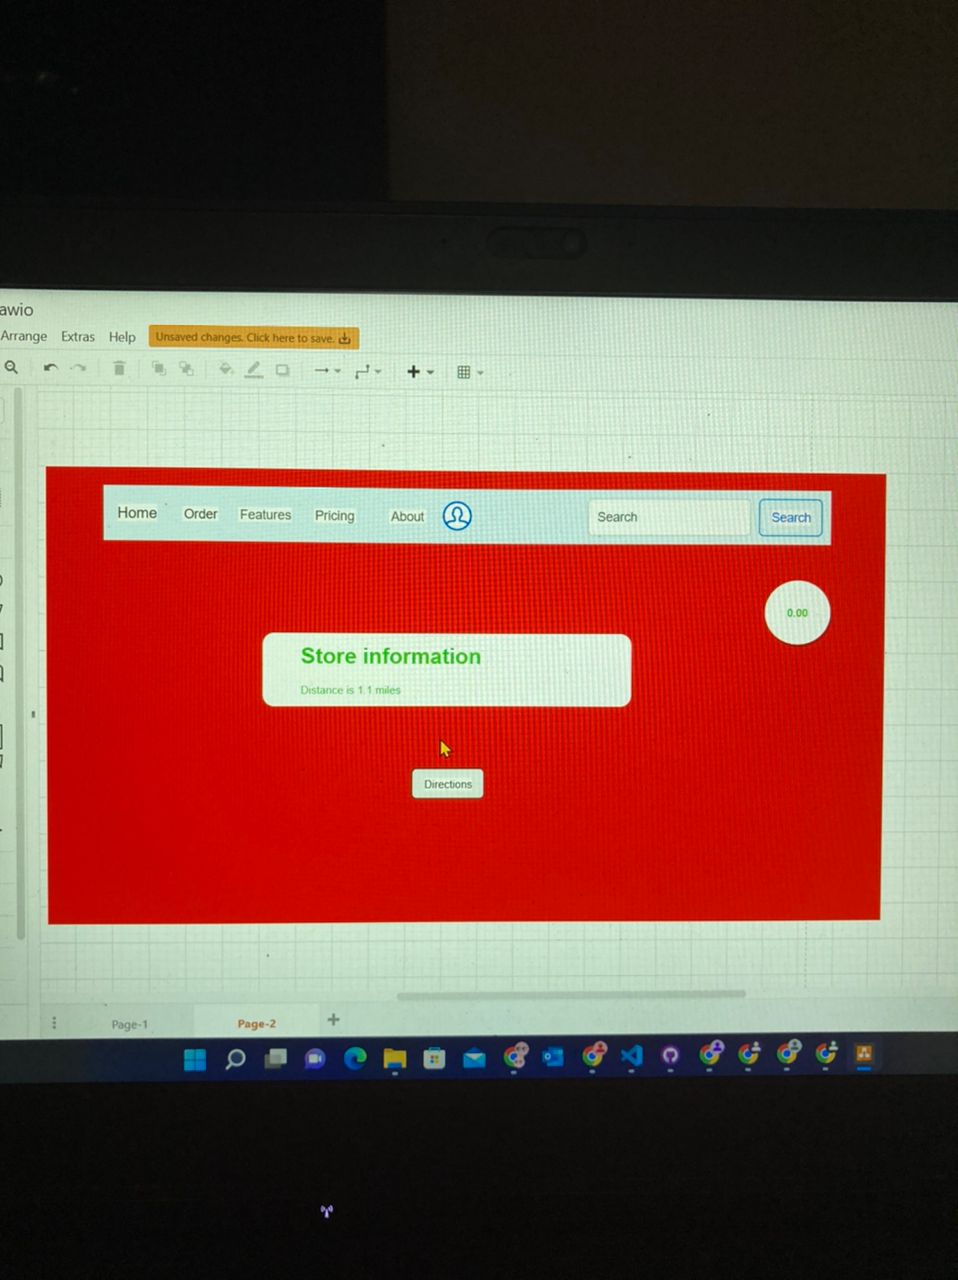 awio
Arrange Extras Help Unsaved changes. Click here to save.
Home Order Features Pricing About Search Search
0.00
Store information
Distance is 1.1 miles
Directions
Page-1 Page-2